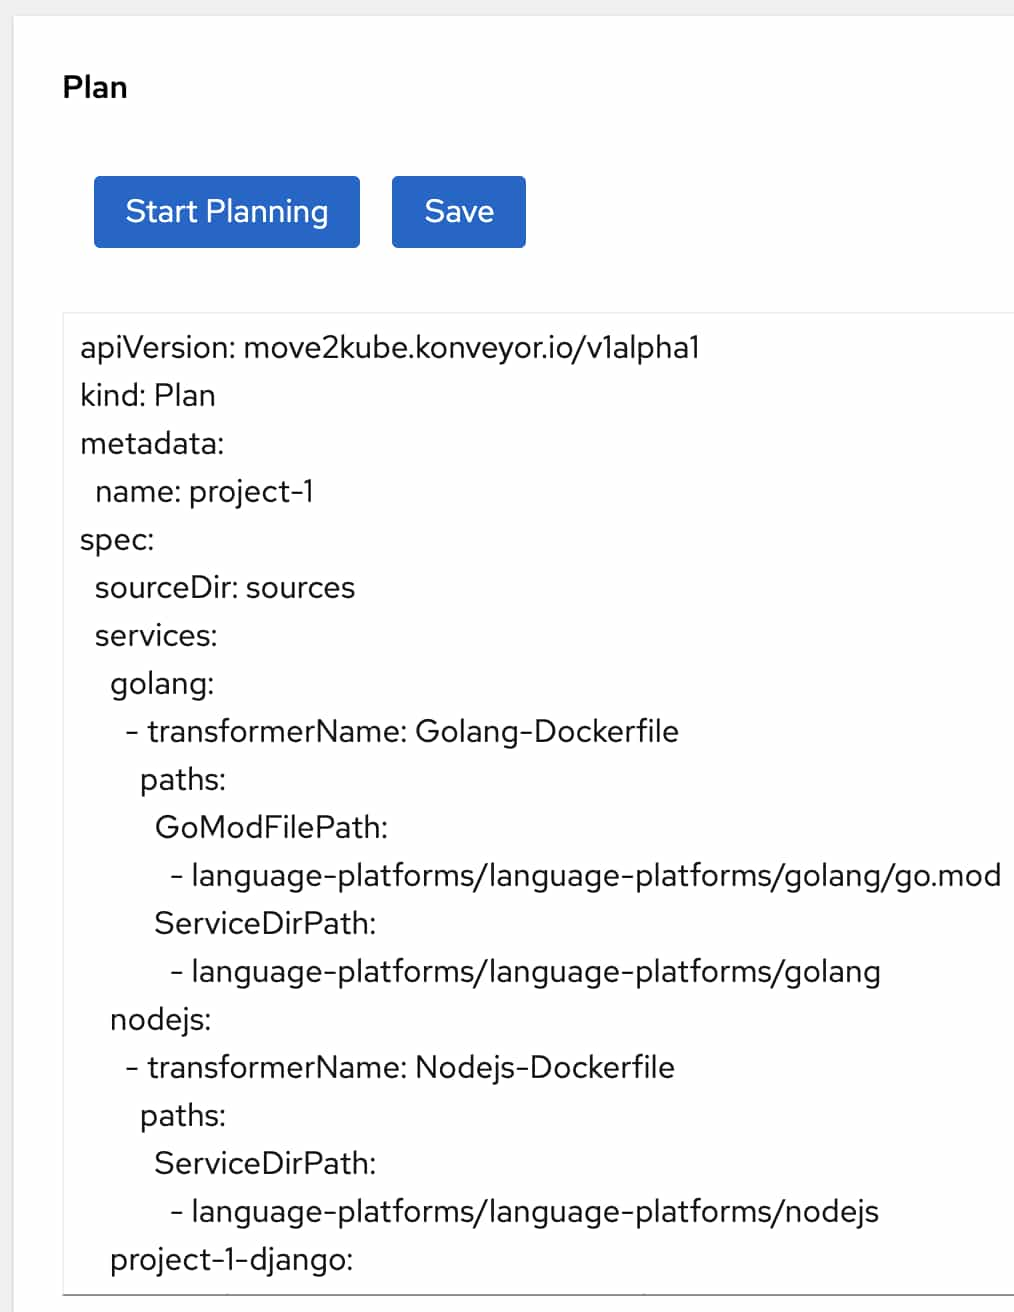 Plan
Start Planning
Save
apiVersion: move2kube.konveyor.io/v1alpha1
kind: Plan
metadata:
  name: project-1
spec:
  sourceDir: sources
  services:
    golang:
      - transformerName: Golang-Dockerfile
        paths:
          GoModFilePath:
            - language-platforms/language-platforms/golang/go.mod
          ServiceDirPath:
            - language-platforms/language-platforms/golang
    nodejs:
      - transformerName: Nodejs-Dockerfile
        paths:
          ServiceDirPath:
            - language-platforms/language-platforms/nodejs
    project-1-django: